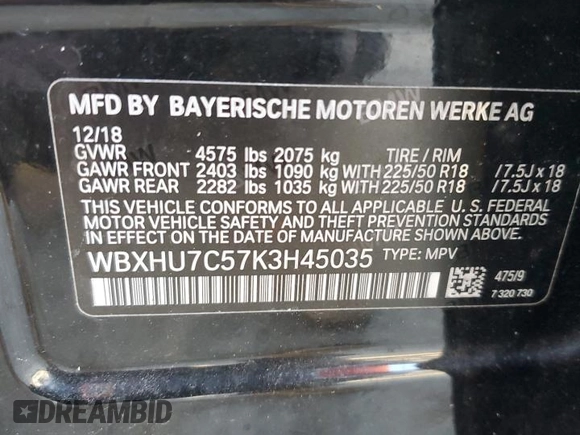 MFD BY BAYERISCHE MOTOREN WERKE AG
12/18
GVWR 4575 lbs 2075 kg TIRE / RIM
GAWR FRONT 2403 lbs 1090 kg WITH 225/50 R18 /7.5J x 18
GAWR REAR 2282 lbs 1035 kg WITH 225/50 R18 /7.5J x 18
THIS VEHICLE CONFORMS TO ALL APPLICABLE U. S. FEDERAL
MOTOR VEHICLE SAFETY AND THEFT PREVENTION STANDARDS
IN EFFECT ON THE DATE OF MANUFACTURE SHOWN ABOVE.
WBXHU7C57K3H45035 TYPE: MPV
475/9
7 320 730
DREAMBID